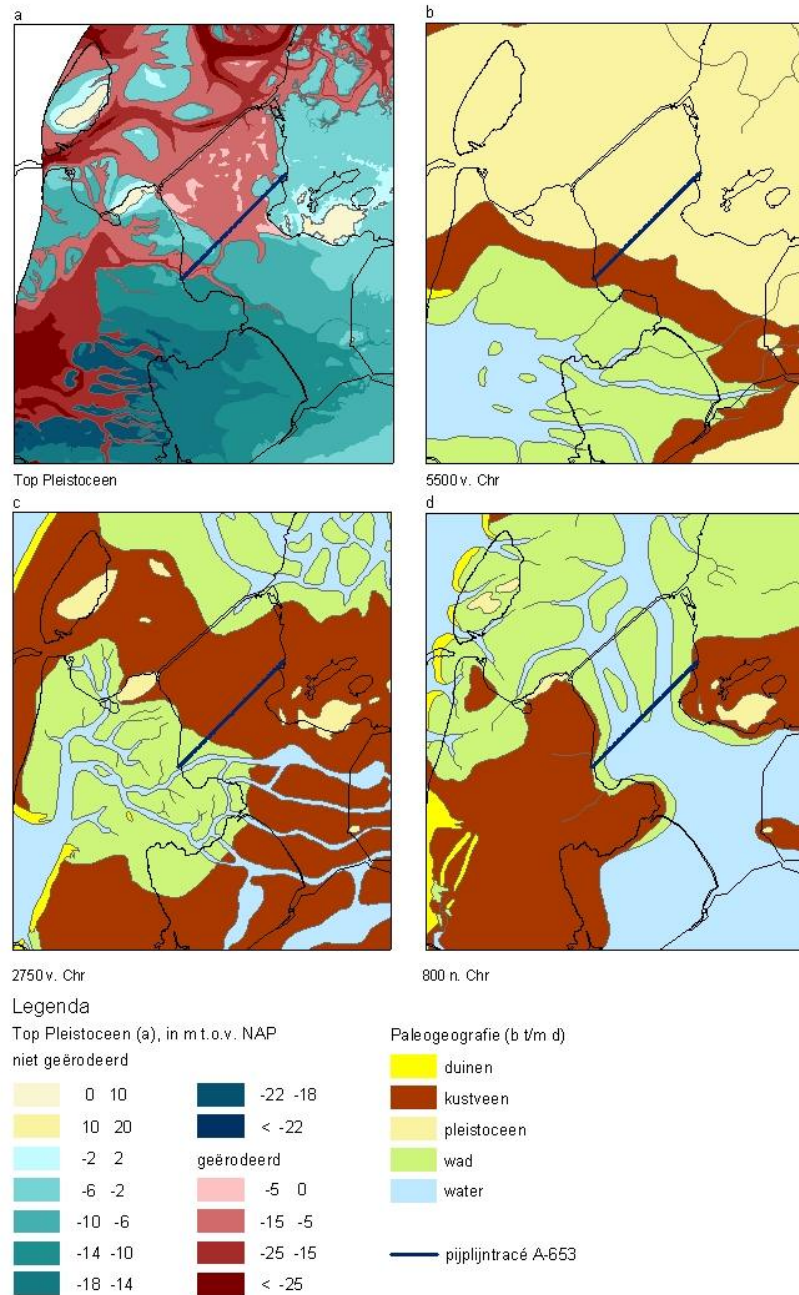 a
b
Top Pleistoceen
5500 v. Chr
c
d
2750 v. Chr
800 n. Chr
Legenda
Top Pleistoceen (a), in m t.o.v. NAP
niet geërodeerd
0 10
10 20
-2 2
-6 -2
-10 -6
-14 -10
-18 -14
-22 -18
< -22
geërodeerd
-5 0
-15 -5
-25 -15
< -25
Paleogeografie (b t/m d)
duinen
kustveen
pleistoceen
wad
water
pijplijntracé A-653